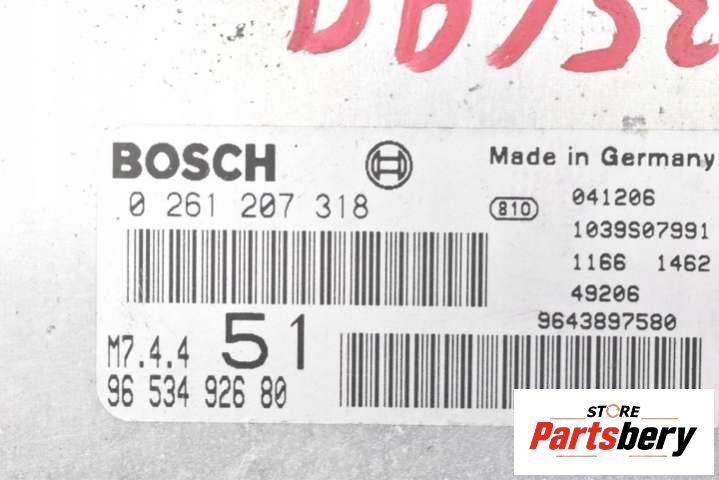 BOSCH
Made in Germany
0 261 207 318
810
041206
1039S07991
1166 1462
49206
9643897580
M7.4.4
51
96 534 926 80
STORE
Partsbery